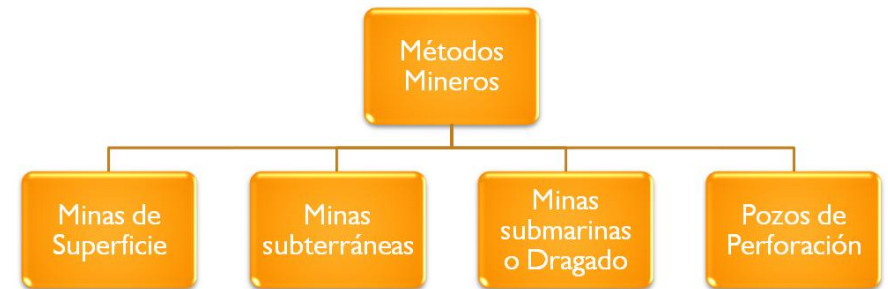 Métodos
Mineros
Minas de
Superficie
Minas
subterráneas
Minas
submarinas
o Dragado
Pozos de
Perforación